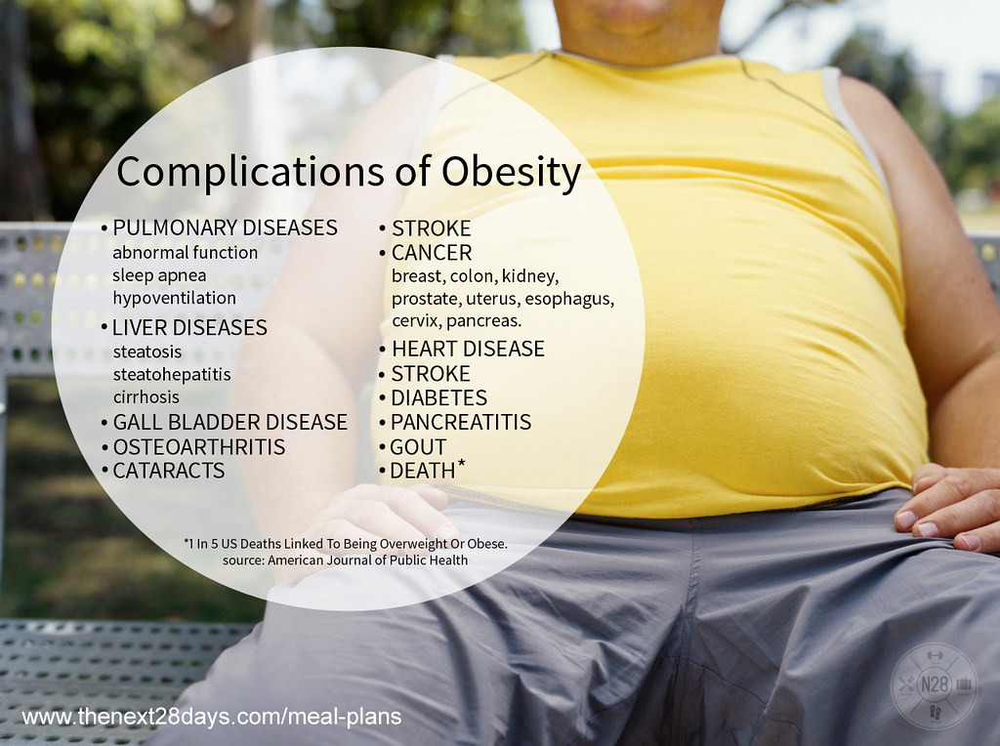 Complications of Obesity
• PULMONARY DISEASES
abnormal function
sleep apnea
hypoventilation
• LIVER DISEASES
steatosis
steatohepatitis
cirrhosis
• GALL BLADDER DISEASE
• OSTEOARTHRITIS
• CATARACTS
• STROKE
• CANCER
breast, colon, kidney,
prostate, uterus, esophagus,
cervix, pancreas.
• HEART DISEASE
• STROKE
• DIABETES
• PANCREATITIS
• GOUT
• DEATH*
*1 In 5 US Deaths Linked To Being Overweight Or Obese.
source: American Journal of Public Health
www.thenext28days.com/meal-plans
N28